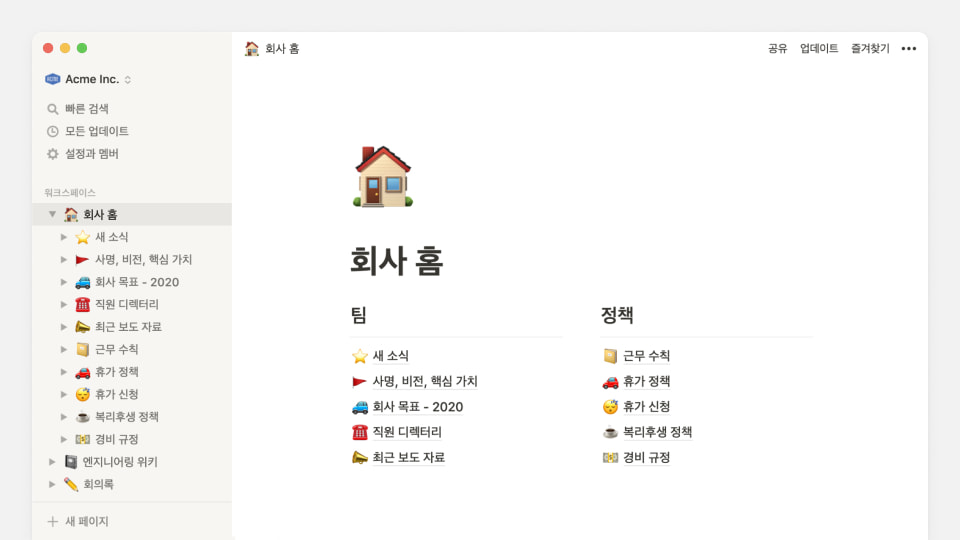 Acme Inc.
빠른 검색
모든 업데이트
설정과 멤버
워크스페이스
회사 홈
새 소식
사명, 비전, 핵심 가치
회사 목표 - 2020
직원 디렉터리
최근 보도 자료
근무 수칙
휴가 정책
휴가 신청
복리후생 정책
경비 규정
엔지니어링 위키
회의록
새 페이지
회사 홈
공유 업데이트 즐겨찾기
회사 홈
팀
새 소식
사명, 비전, 핵심 가치
회사 목표 - 2020
직원 디렉터리
최근 보도 자료
정책
근무 수칙
휴가 정책
휴가 신청
복리후생 정책
경비 규정